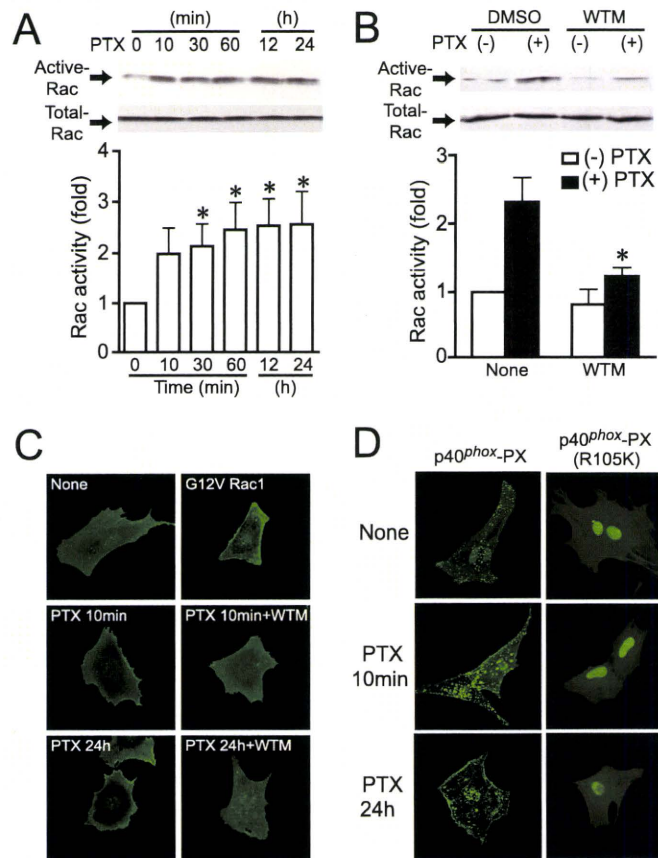 A
(min) (h)
PTX 0 10 30 60 12 24
Active-
Rac
Total-
Rac
Rac activity (fold)
4
3
2
1
0
* * * *
0 10 30 60 12 24
Time (min) (h)
B
DMSO WTM
PTX (-) (+) (-) (+)
Active-
Rac
Total-
Rac
Rac activity (fold)
3
2
1
0
(-) PTX
(+) PTX
*
None WTM
C
None
G12V Rac1
PTX 10min
PTX 10min+WTM
PTX 24h
PTX 24h+WTM
D
p40phox-PX
p40phox-PX
(R105K)
None
PTX
10min
PTX
24h